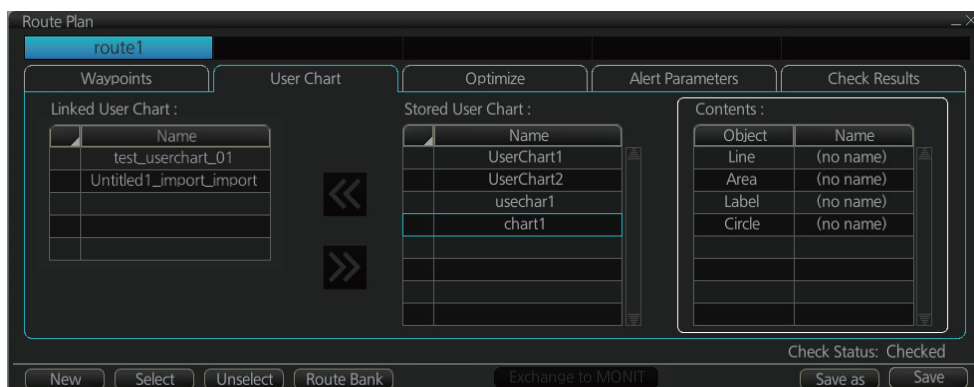 Route Plan
route1
Waypoints User Chart Optimize Alert Parameters Check Results
Linked User Chart : Stored User Chart : Contents :
Name Name Object Name
test_userchart_01 UserChart1 Line (no name)
Untitled1_import_import UserChart2 Area (no name)
usechar1 Label (no name)
chart1 Circle (no name)
Check Status: Checked
New Select Unselect Route Bank Exchange to MONIT Save as Save